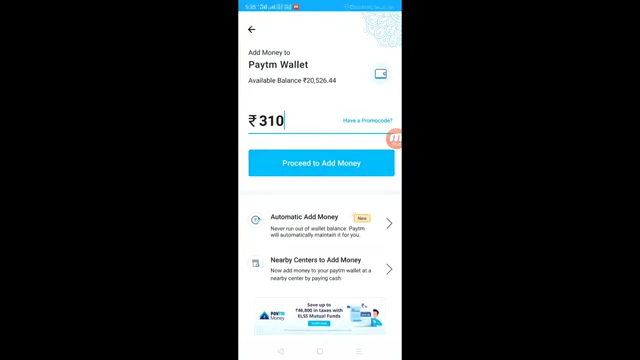 Add Money to
Paytm Wallet
Available Balance ₹20,526.44
₹ 310
Have a Promocode?
Proceed to Add Money
Automatic Add Money
New
Never run out of wallet balance. Paytm
will automatically maintain it for you.
Nearby Centers to Add Money
Now add money to your paytm wallet at a
nearby center by paying cash
PAYTM
Money
Save up to
₹46,800 in taxes with
ELSS Mutual Funds